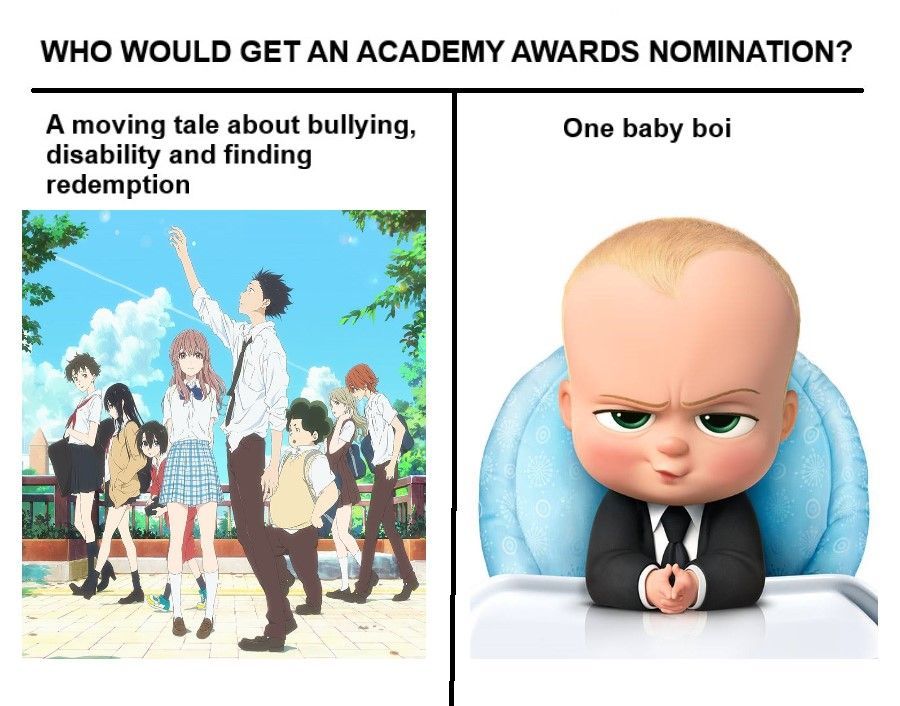 WHO WOULD GET AN ACADEMY AWARDS NOMINATION?
A moving tale about bullying,
disability and finding
redemption
One baby boi